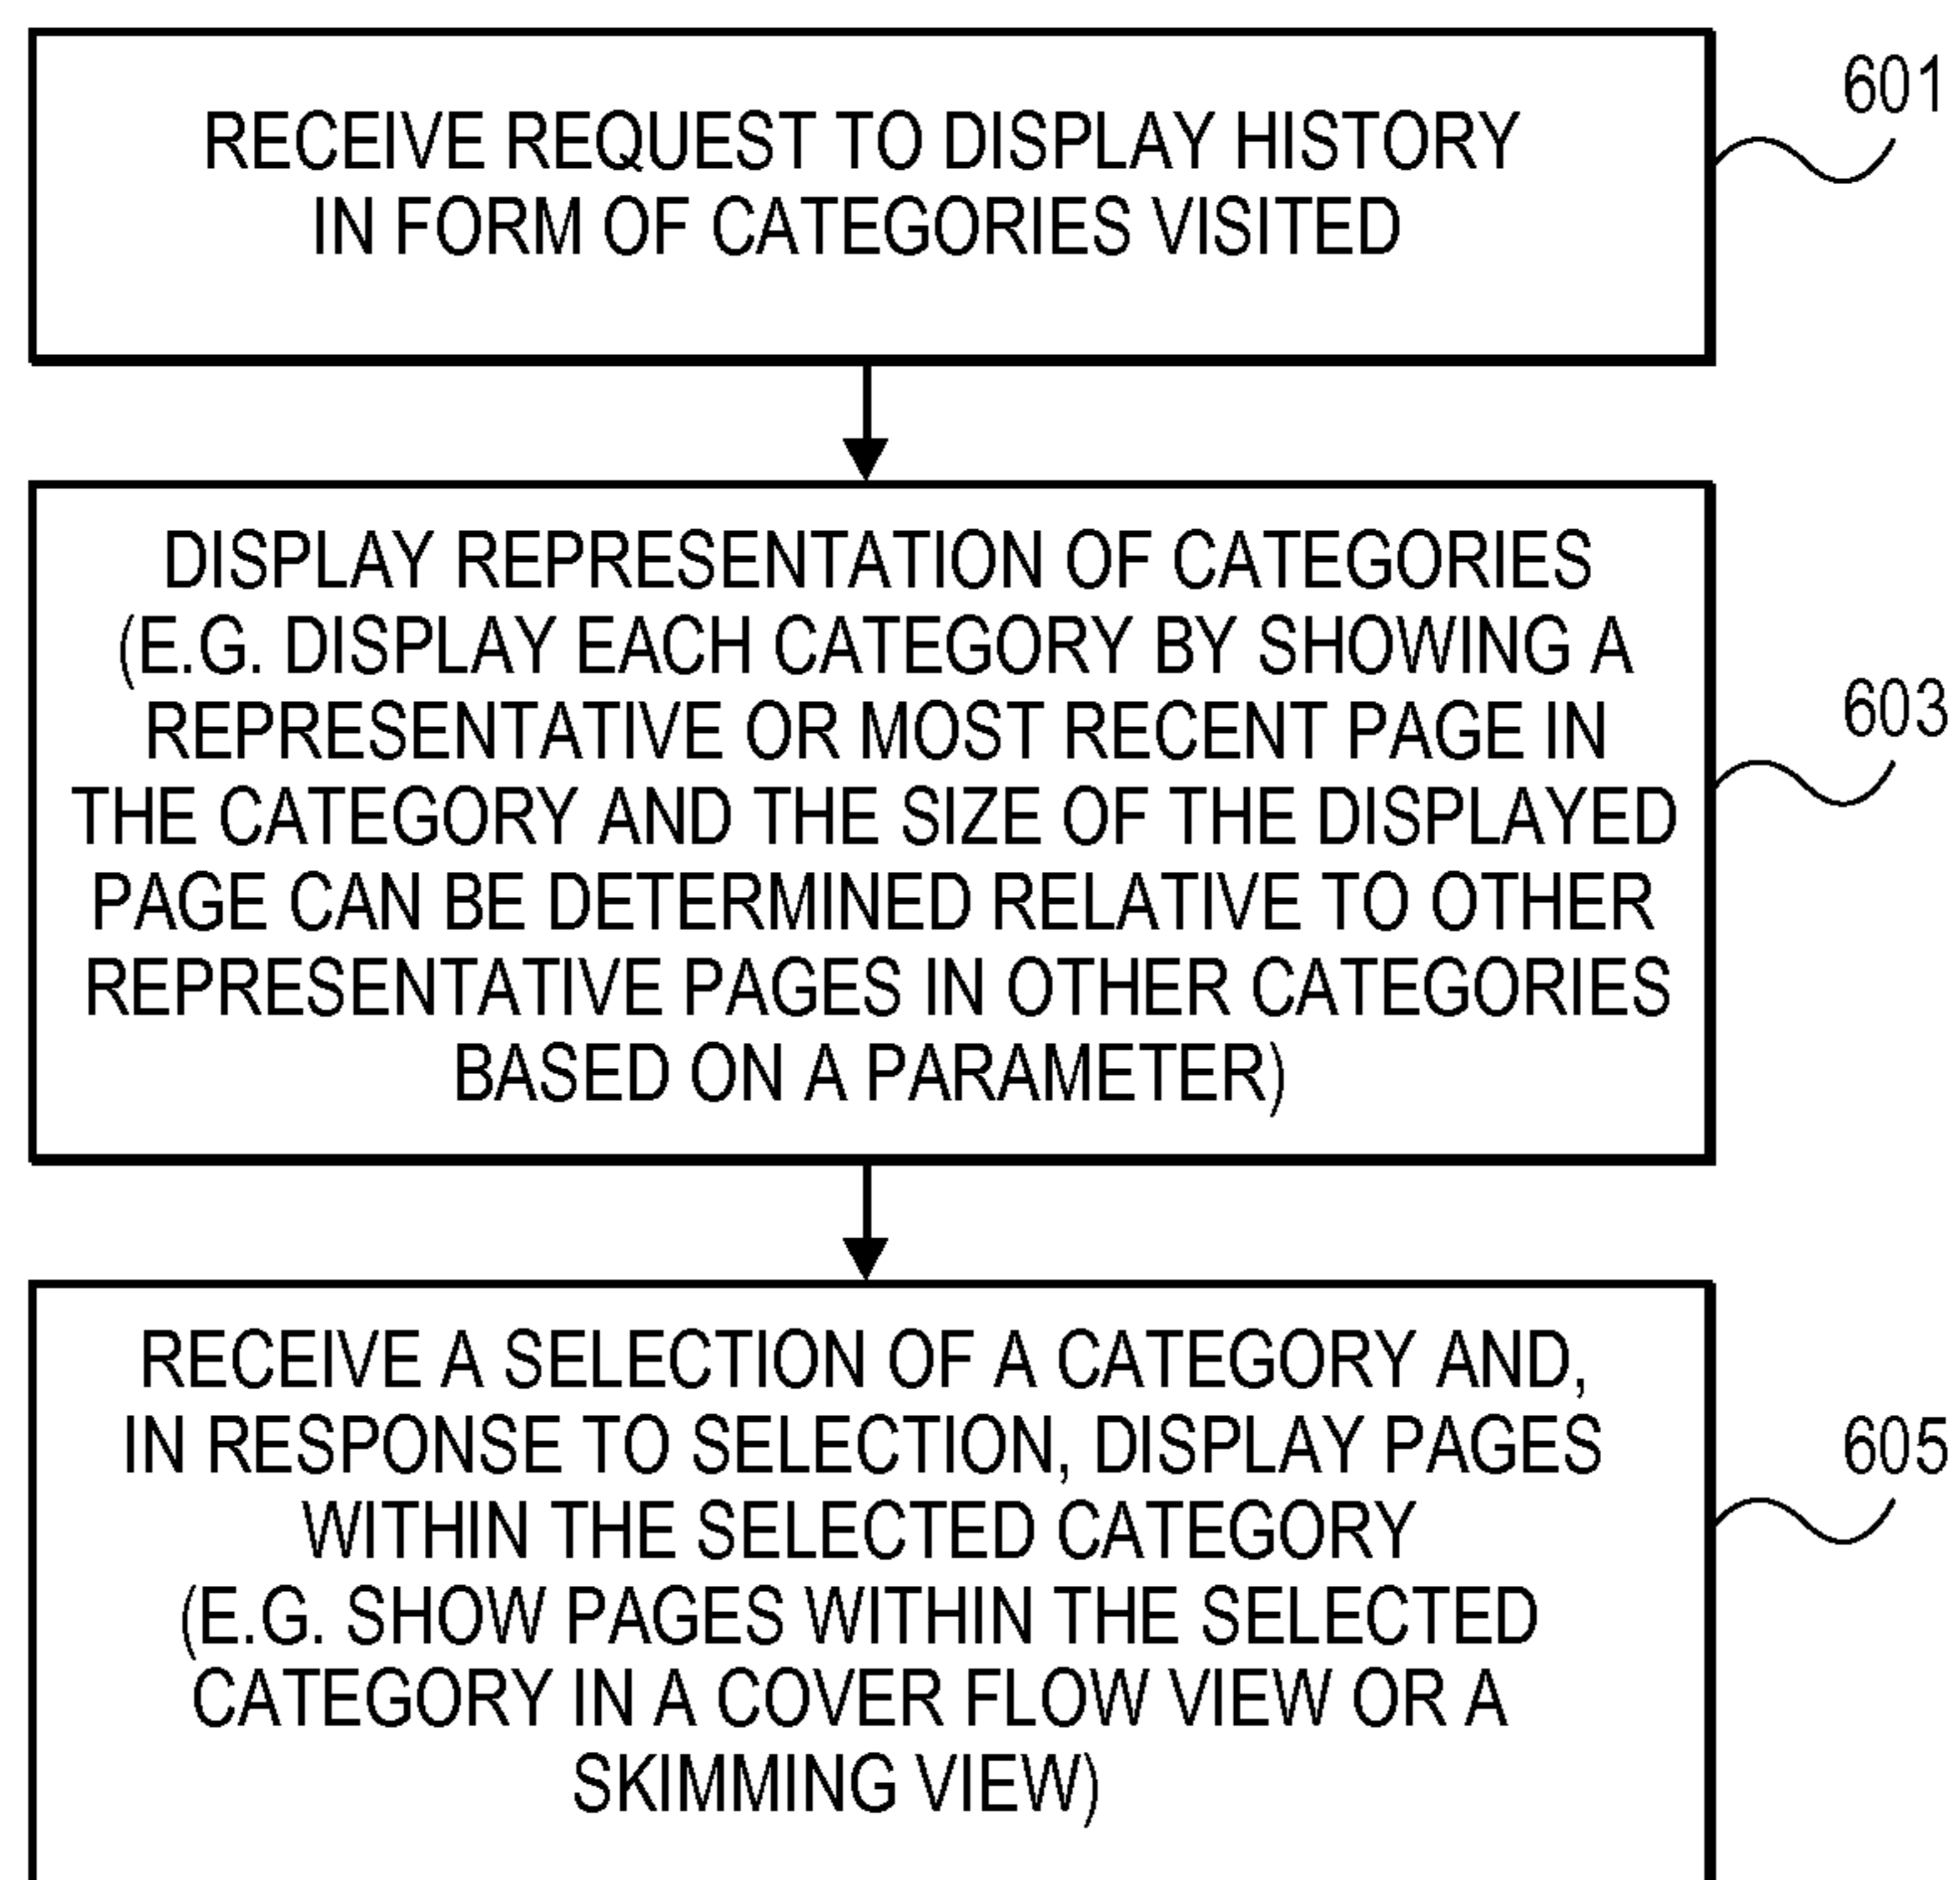 RECEIVE REQUEST TO DISPLAY HISTORY
IN FORM OF CATEGORIES VISITED
601
DISPLAY REPRESENTATION OF CATEGORIES
(E.G. DISPLAY EACH CATEGORY BY SHOWING A
REPRESENTATIVE OR MOST RECENT PAGE IN
THE CATEGORY AND THE SIZE OF THE DISPLAYED
PAGE CAN BE DETERMINED RELATIVE TO OTHER
REPRESENTATIVE PAGES IN OTHER CATEGORIES
BASED ON A PARAMETER)
603
RECEIVE A SELECTION OF A CATEGORY AND,
IN RESPONSE TO SELECTION, DISPLAY PAGES
WITHIN THE SELECTED CATEGORY
(E.G. SHOW PAGES WITHIN THE SELECTED
CATEGORY IN A COVER FLOW VIEW OR A
SKIMMING VIEW)
605